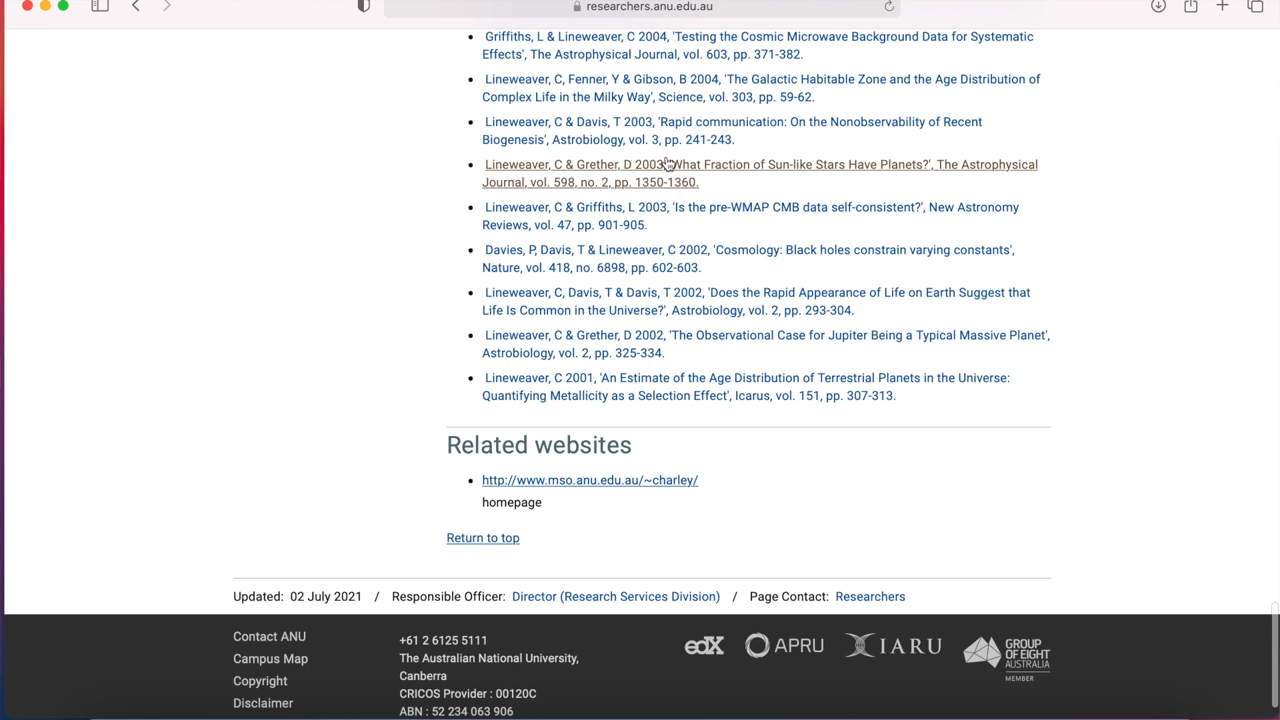 researchers.anu.edu.au
Griffiths, L & Lineweaver, C 2004, 'Testing the Cosmic Microwave Background Data for Systematic
Effects', The Astrophysical Journal, vol. 603, pp. 371-382.
Lineweaver, C, Fenner, Y & Gibson, B 2004, 'The Galactic Habitable Zone and the Age Distribution of
Complex Life in the Milky Way', Science, vol. 303, pp. 59-62.
Lineweaver, C & Davis, T 2003, 'Rapid communication: On the Nonobservability of Recent
Biogenesis', Astrobiology, vol. 3, pp. 241-243.
Lineweaver, C & Grether, D 2003, 'What Fraction of Sun-like Stars Have Planets?', The Astrophysical
Journal, vol. 598, no. 2, pp. 1350-1360.
Lineweaver, C & Griffiths, L 2003, 'Is the pre-WMAP CMB data self-consistent?', New Astronomy
Reviews, vol. 47, pp. 901-905.
Davies, P, Davis, T & Lineweaver, C 2002, 'Cosmology: Black holes constrain varying constants',
Nature, vol. 418, no. 6898, pp. 602-603.
Lineweaver, C, Davis, T & Davis, T 2002, 'Does the Rapid Appearance of Life on Earth Suggest that
Life Is Common in the Universe?', Astrobiology, vol. 2, pp. 293-304.
Lineweaver, C & Grether, D 2002, 'The Observational Case for Jupiter Being a Typical Massive Planet',
Astrobiology, vol. 2, pp. 325-334.
Lineweaver, C 2001, 'An Estimate of the Age Distribution of Terrestrial Planets in the Universe:
Quantifying Metallicity as a Selection Effect', Icarus, vol. 151, pp. 307-313.
Related websites
http://www.mso.anu.edu.au/~charley/
homepage
Return to top
Updated: 02 July 2021 / Responsible Officer: Director (Research Services Division) / Page Contact: Researchers
Contact ANU
Campus Map
Copyright
Disclaimer
+61 2 6125 5111
The Australian National University,
Canberra
CRICOS Provider : 00120C
ABN : 52 234 063 906
edX
APRU
IARU
GROUP
OF EIGHT
AUSTRALIA
MEMBER